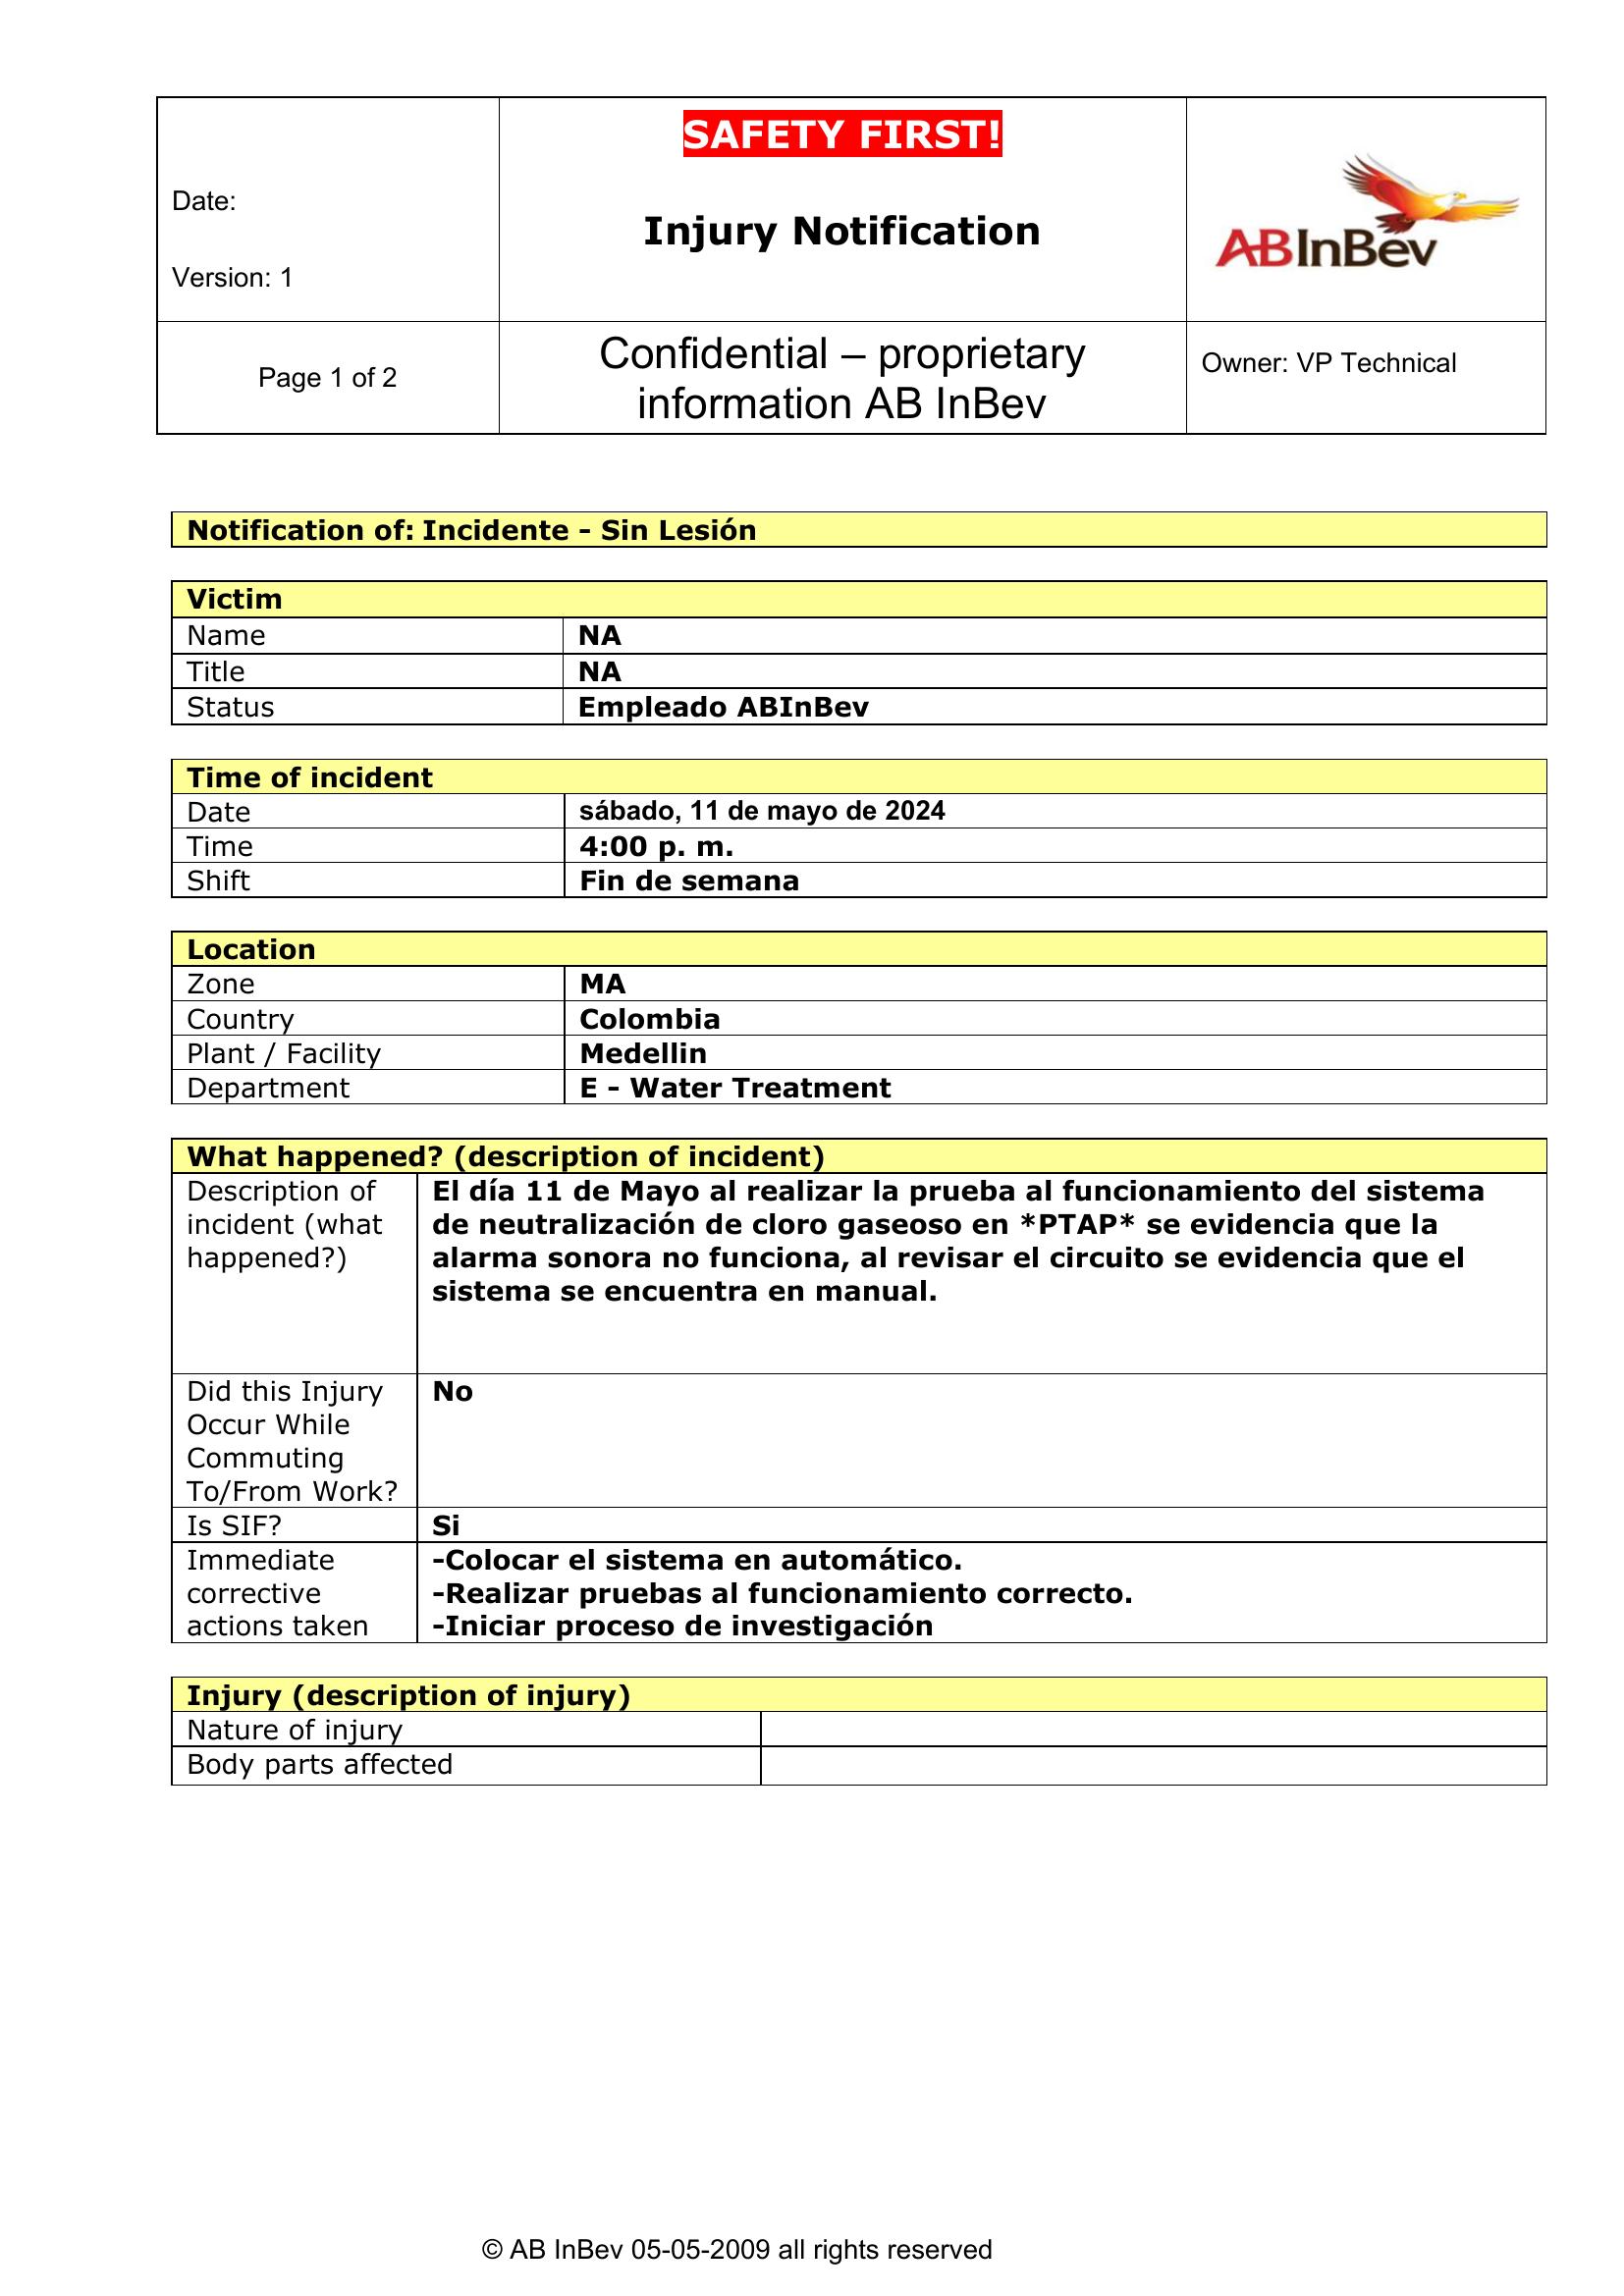 SAFETY FIRST!
Date:
Injury Notification
Version: 1
ABInBev
Page 1 of 2
Confidential – proprietary
information AB InBev
Owner: VP Technical
Notification of: Incidente - Sin Lesión
Victim
Name NA
Title NA
Status Empleado ABInBev
Time of incident
Date sábado, 11 de mayo de 2024
Time 4:00 p. m.
Shift Fin de semana
Location
Zone MA
Country Colombia
Plant / Facility Medellin
Department E - Water Treatment
What happened? (description of incident)
Description of
incident (what
happened?)
El día 11 de Mayo al realizar la prueba al funcionamiento del sistema
de neutralización de cloro gaseoso en *PTAP* se evidencia que la
alarma sonora no funciona, al revisar el circuito se evidencia que el
sistema se encuentra en manual.
Did this Injury
Occur While
Commuting
To/From Work?
No
Is SIF? Si
Immediate
corrective
actions taken
-Colocar el sistema en automático.
-Realizar pruebas al funcionamiento correcto.
-Iniciar proceso de investigación
Injury (description of injury)
Nature of injury
Body parts affected
© AB InBev 05-05-2009 all rights reserved